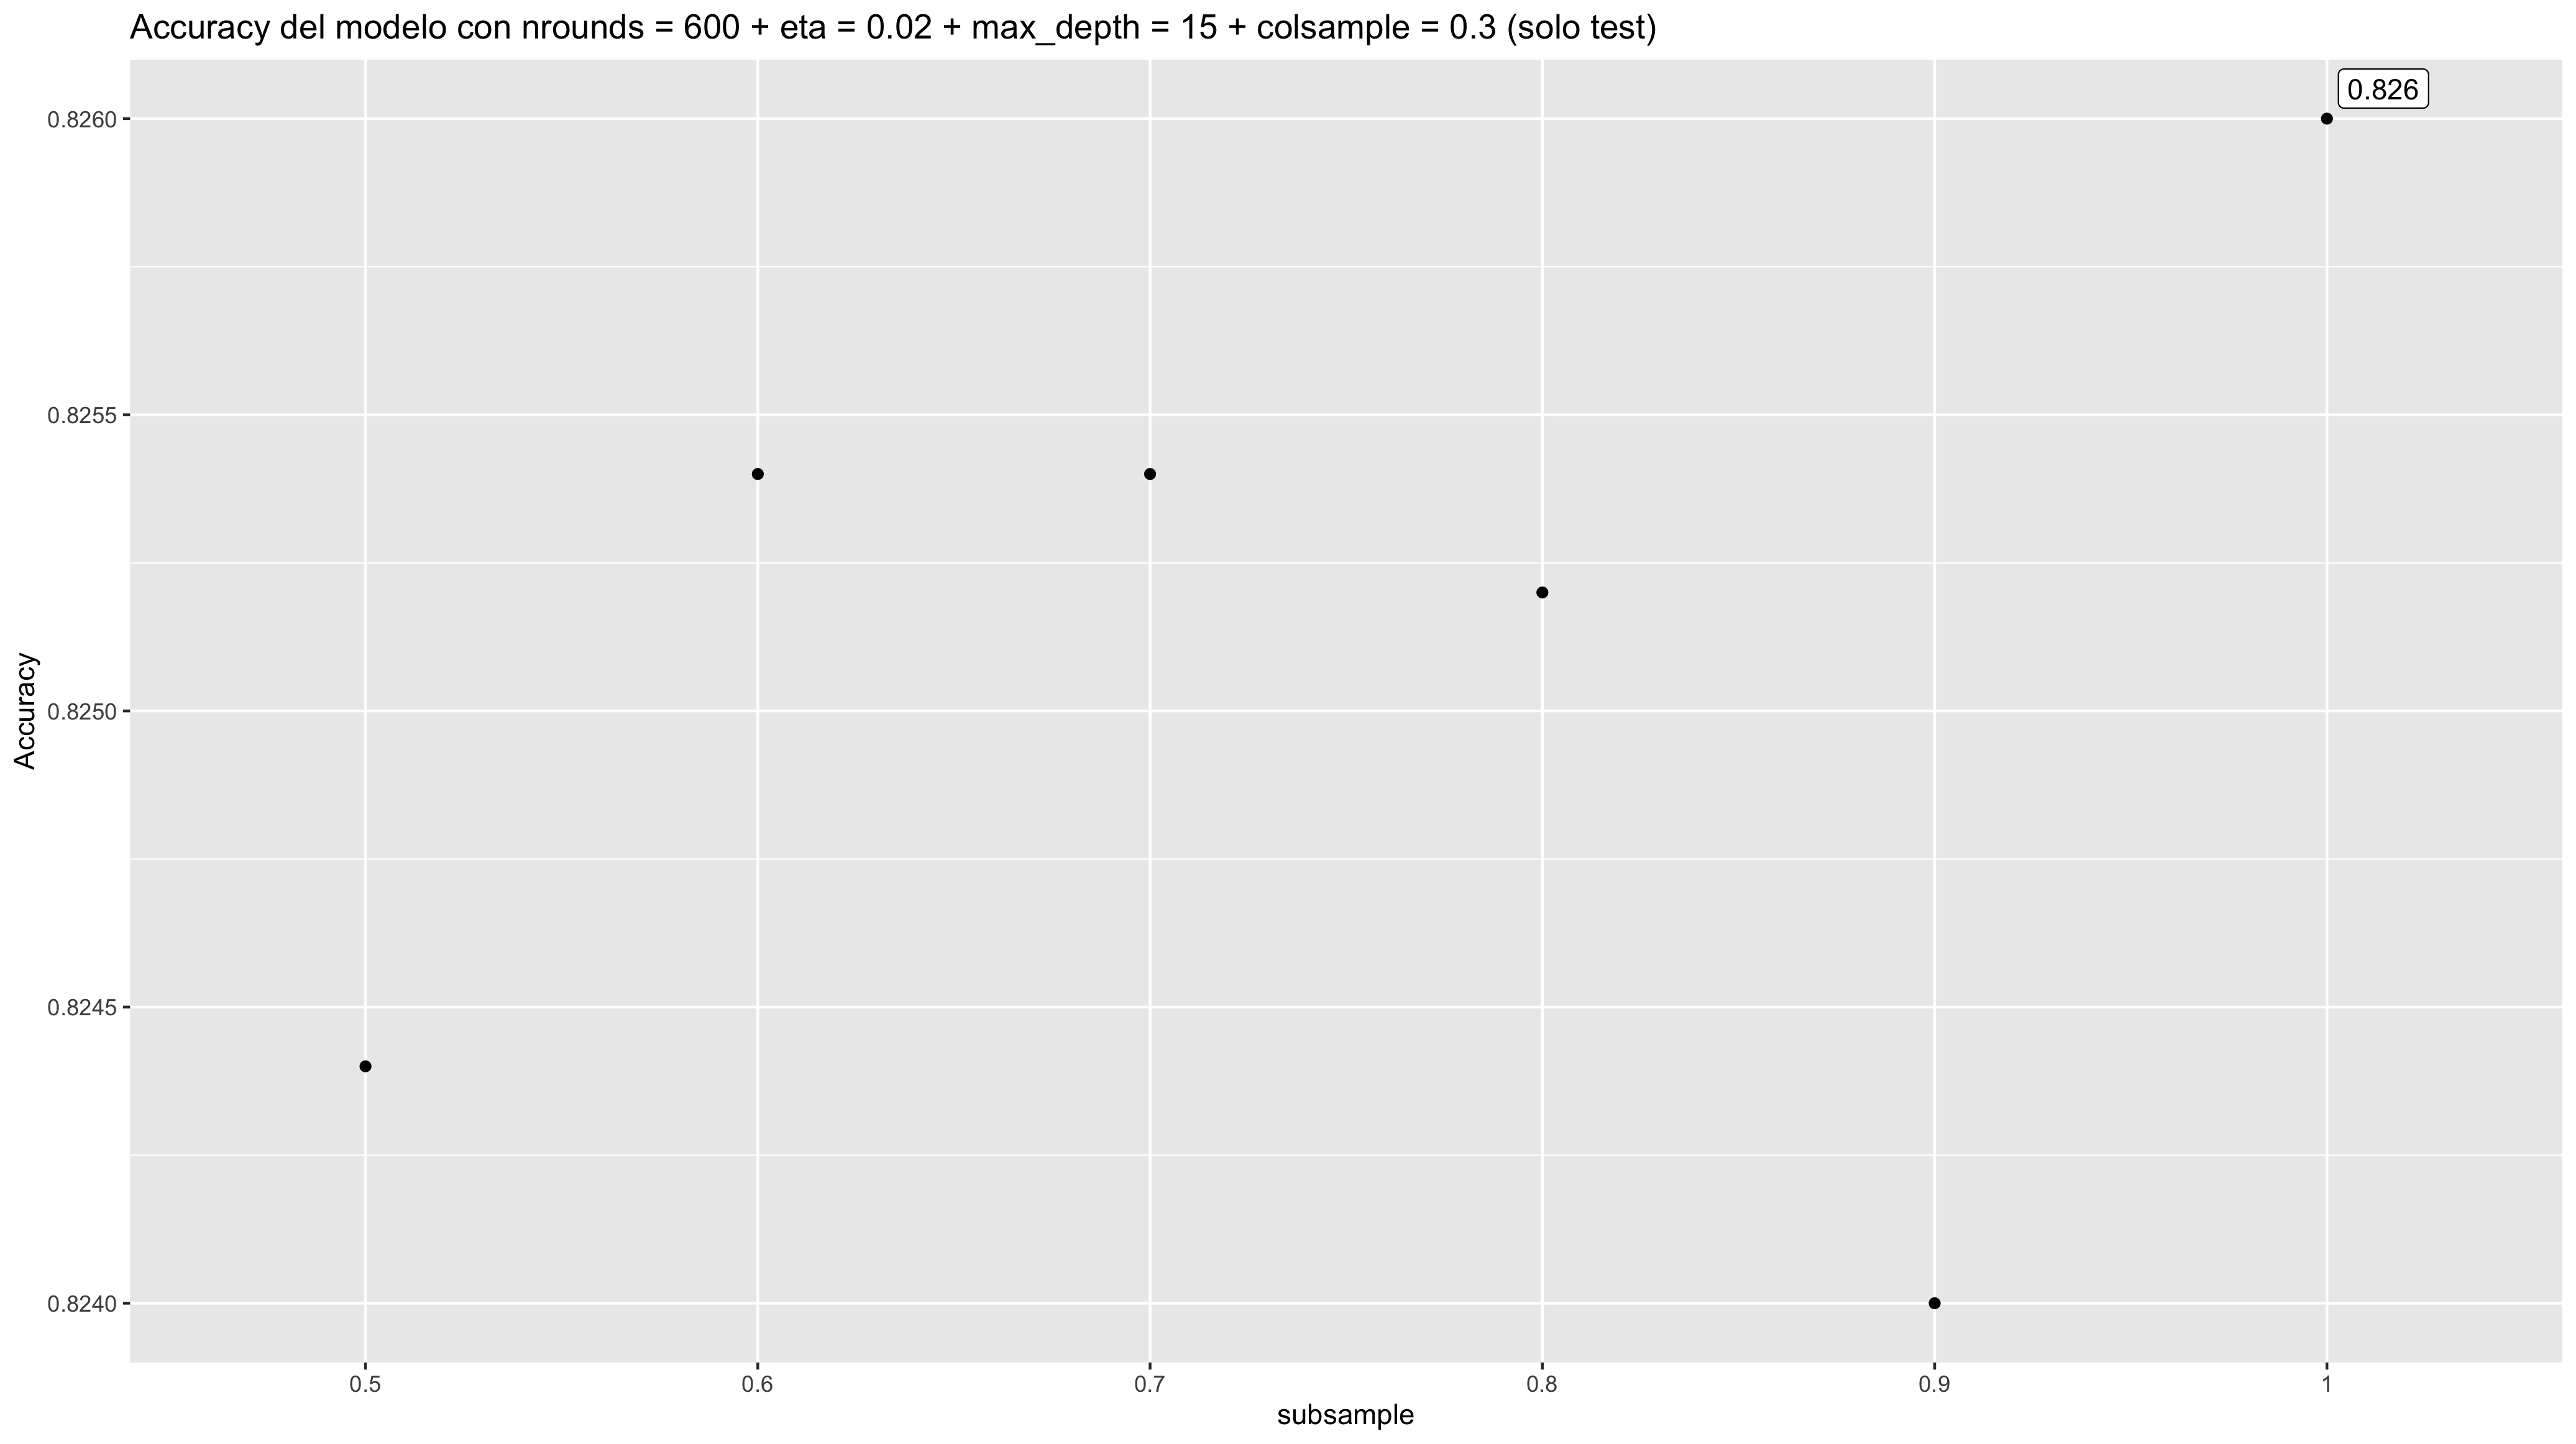 Accuracy del modelo con nrounds = 600 + eta = 0.02 + max_depth = 15 + colsample = 0.3 (solo test)
0.826
0.8260
0.8255
0.8250
0.8245
0.8240
Accuracy
0.5 0.6 0.7 0.8 0.9 1
subsample